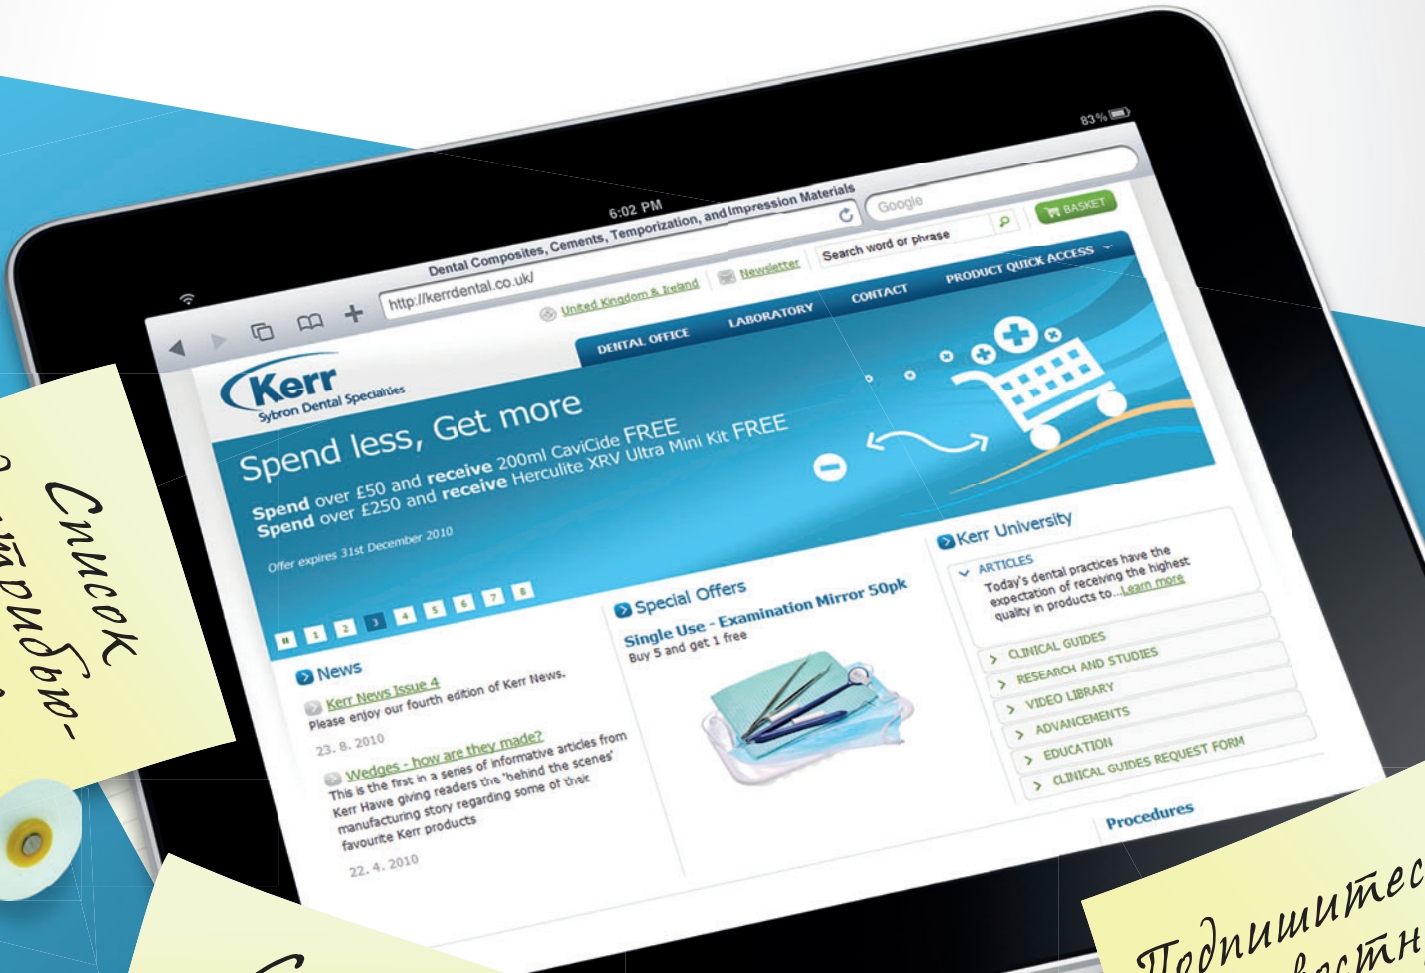 6:02 PM
83%
Dental Composites, Cements, Temporization, and Impression Materials
http://kerrdental.co.uk/
Google
United Kingdom & Ireland
Newsletter
Search word or phrase
BASKET
Kerr
Sybron Dental Specialties
DENTAL OFFICE
LABORATORY
CONTACT
PRODUCT QUICK ACCESS
Spend less, Get more
Spend over £50 and receive 200ml CaviCide FREE
Spend over £250 and receive Herculite XRV Ultra Mini Kit FREE
Offer expires 31st December 2010
1 2 3 4 5 6 7 8
News
Kerr News Issue 4
Please enjoy our fourth edition of Kerr News.
23. 8. 2010
Wedges - how are they made?
This is the first in a series of informative articles from
Kerr Hawe giving readers the 'behind the scenes'
manufacturing story regarding some of their
favourite Kerr products
22. 4. 2010
Special Offers
Single Use - Examination Mirror 50pk
Buy 5 and get 1 free
Kerr University
ARTICLES
Today's dental practices have the
expectation of receiving the highest
quality in products to...Learn more
CLINICAL GUIDES
RESEARCH AND STUDIES
VIDEO LIBRARY
ADVANCEMENTS
EDUCATION
CLINICAL GUIDES REQUEST FORM
Procedures
Список